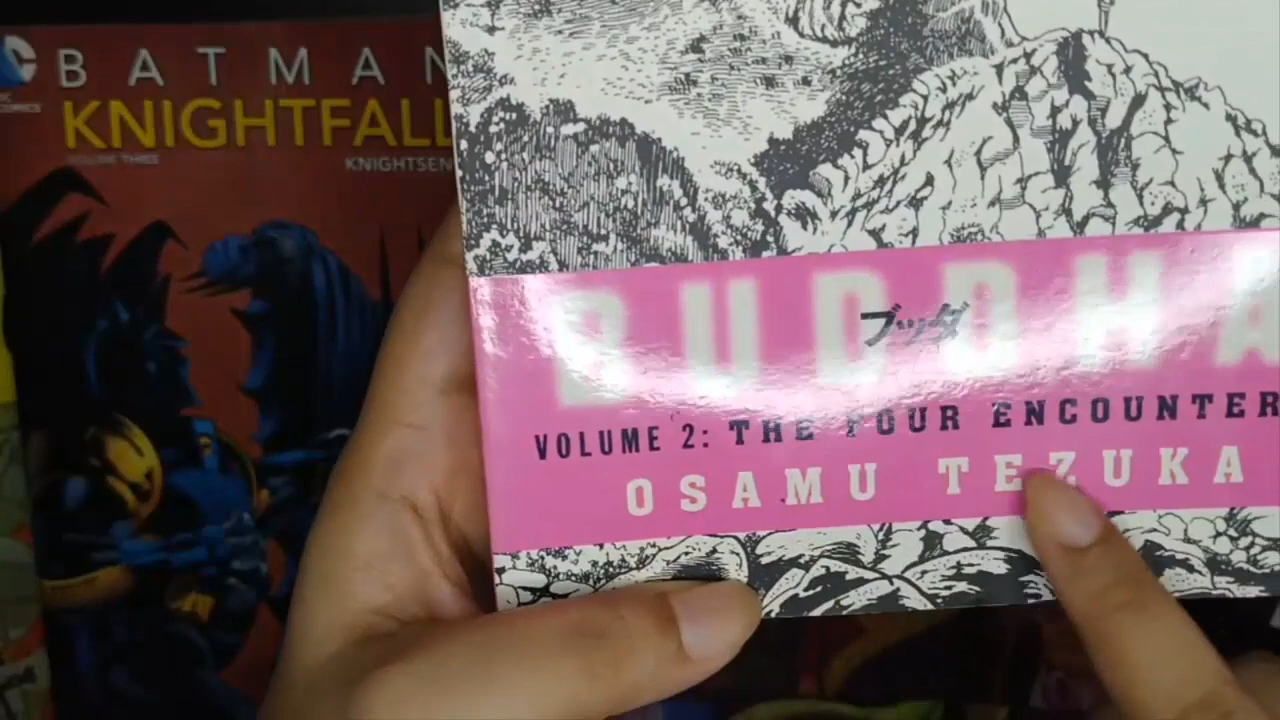 BATMAN
KNIGHTFALL
VOLUME THREE
KNIGHTSEN
BUDDHA
ブッダ
VOLUME 2: THE FOUR ENCOUNTER
OSAMU TEZUKA